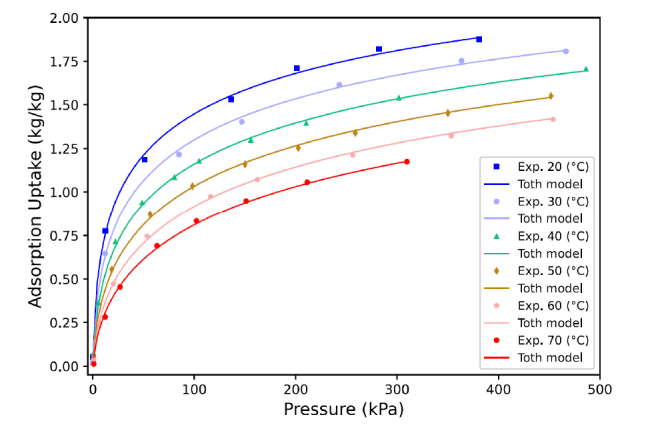 2.00
1.75
1.50
1.25
1.00
0.75
0.50
0.25
0.00
Adsorption Uptake (kg/kg)
Exp. 20 (°C)
Toth model
Exp. 30 (°C)
Toth model
Exp. 40 (°C)
Toth model
Exp. 50 (°C)
Toth model
Exp. 60 (°C)
Toth model
Exp. 70 (°C)
Toth model
0 100 200 300 400 500
Pressure (kPa)